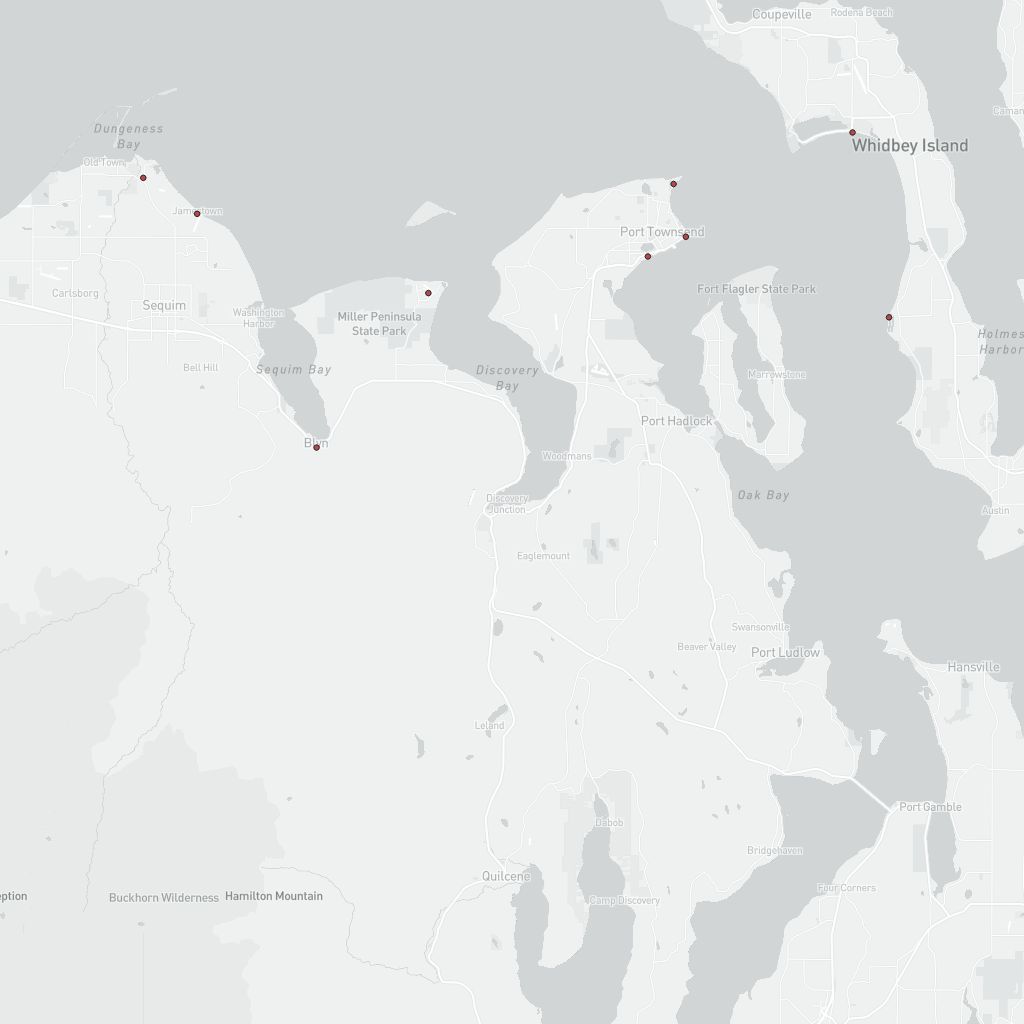 Coupeville
Rodena Beach
Caman
Dungeness
Bay
Whidbey Island
Old Town
Jamestown
Port Townsend
Carlsborg
Sequim
Washington
Harbor
Miller Peninsula
State Park
Fort Flagler State Park
Holmes
Harbor
Bell Hill
Sequim Bay
Discovery
Bay
Marrowstone
Port Hadlock
Blyn
Woodmans
Discovery
Junction
Oak Bay
Austin
Eaglemount
Swansonville
Beaver Valley
Port Ludlow
Hansville
Leland
Port Gamble
Dabob
Bridgehaven
Quilcene
Four Corners
eption
Buckhorn Wilderness
Hamilton Mountain
Camp Discovery